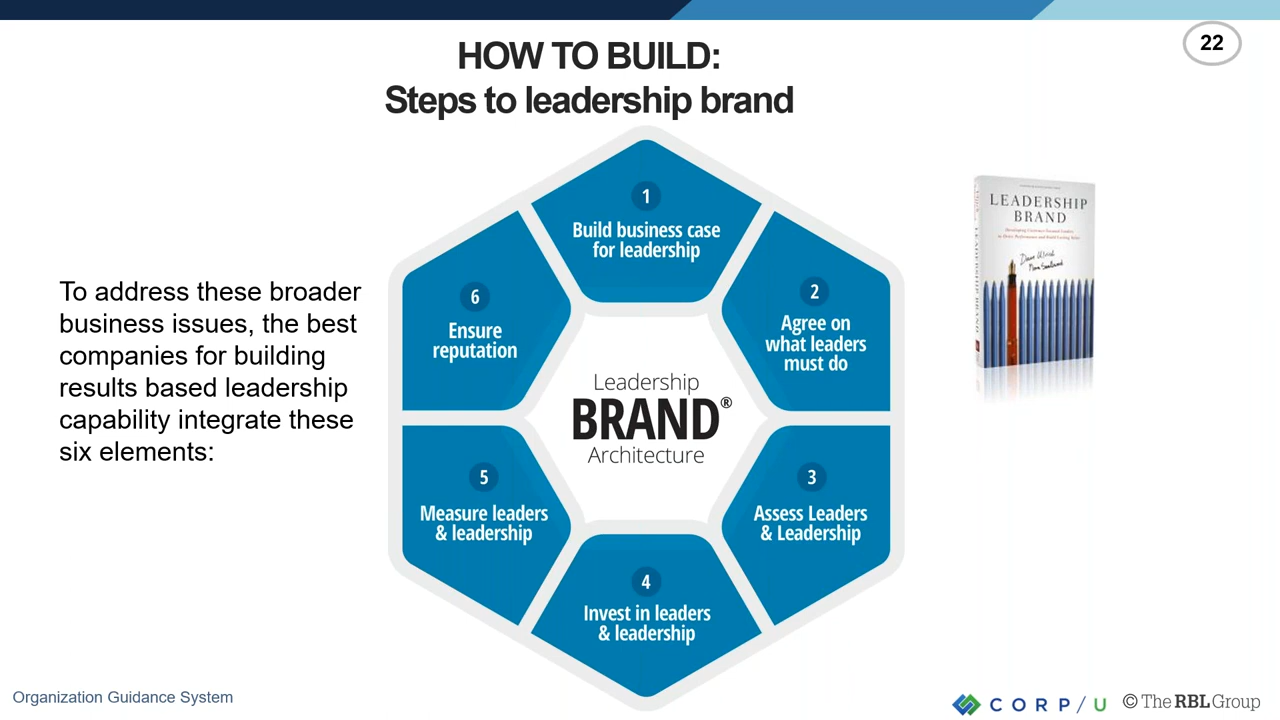 22
HOW TO BUILD:
Steps to leadership brand
To address these broader
business issues, the best
companies for building
results based leadership
capability integrate these
six elements:
1
Build business case
for leadership
2
Agree on
what leaders
must do
3
Assess Leaders
& Leadership
4
Invest in leaders
& leadership
5
Measure leaders
& leadership
6
Ensure
reputation
Leadership
BRAND®
Architecture
LEADERSHIP
BRAND
LEADERSHIP BRAND
Organization Guidance System
CORP/U
© The RBL Group